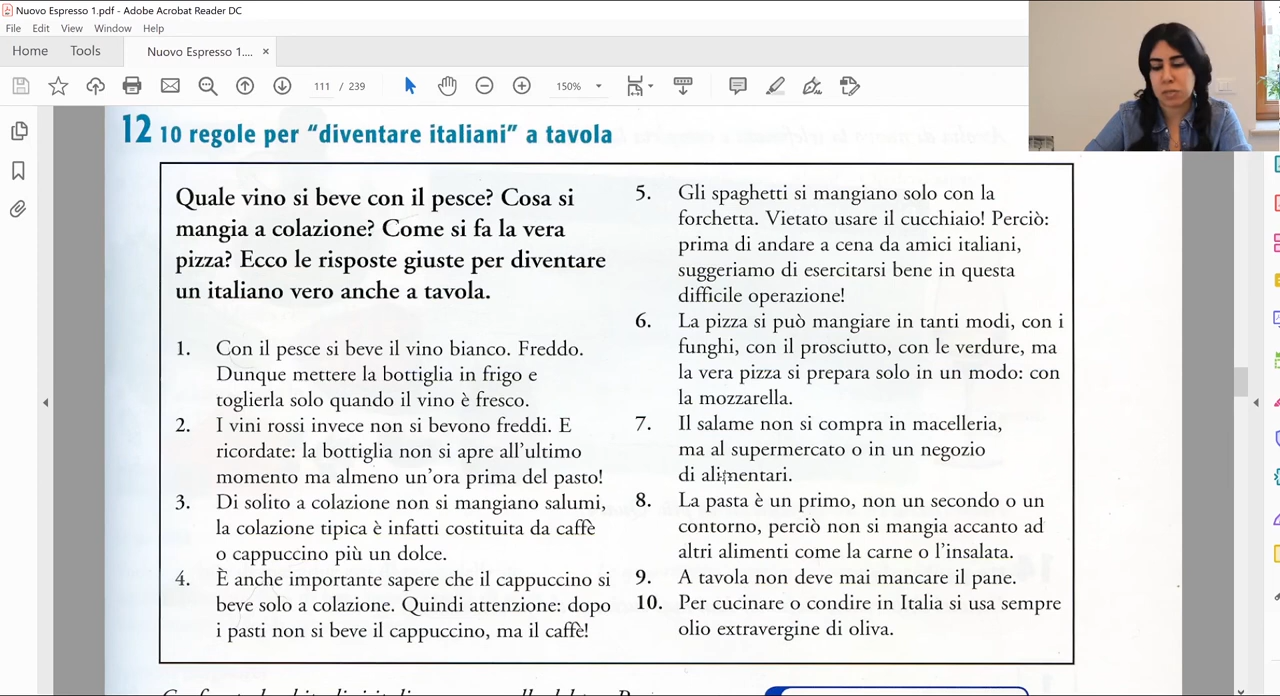 Nuovo Espresso 1.pdf - Adobe Acrobat Reader DC
File Edit View Window Help
Home Tools Nuovo Espresso 1.... ×
111 / 239 150%
12 10 regole per “diventare italiani” a tavola
Quale vino si beve con il pesce? Cosa si
mangia a colazione? Come si fa la vera
pizza? Ecco le risposte giuste per diventare
un italiano vero anche a tavola.
1. Con il pesce si beve il vino bianco. Freddo.
Dunque mettere la bottiglia in frigo e
toglierla solo quando il vino è fresco.
2. I vini rossi invece non si bevono freddi. E
ricordate: la bottiglia non si apre all’ultimo
momento ma almeno un’ora prima del pasto!
3. Di solito a colazione non si mangiano salumi,
la colazione tipica è infatti costituita da caffè
o cappuccino più un dolce.
4. È anche importante sapere che il cappuccino si
beve solo a colazione. Quindi attenzione: dopo
i pasti non si beve il cappuccino, ma il caffè!
5. Gli spaghetti si mangiano solo con la
forchetta. Vietato usare il cucchiaio! Perciò:
prima di andare a cena da amici italiani,
suggeriamo di esercitarsi bene in questa
difficile operazione!
6. La pizza si può mangiare in tanti modi, con i
funghi, con il prosciutto, con le verdure, ma
la vera pizza si prepara solo in un modo: con
la mozzarella.
7. Il salame non si compra in macelleria,
ma al supermercato o in un negozio
di alimentari.
8. La pasta è un primo, non un secondo o un
contorno, perciò non si mangia accanto ad
altri alimenti come la carne o l’insalata.
9. A tavola non deve mai mancare il pane.
10. Per cucinare o condire in Italia si usa sempre
olio extravergine di oliva.